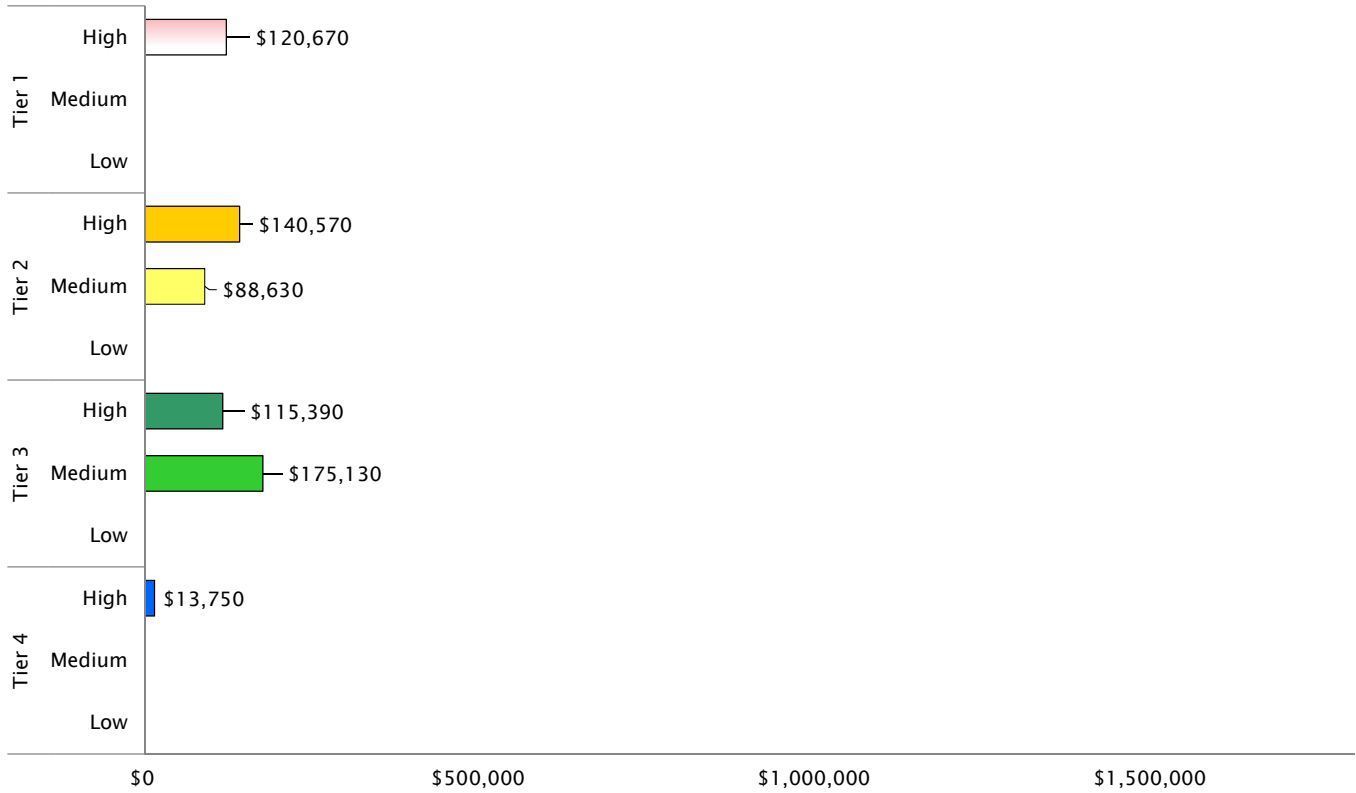 Tier 1
High $120,670
Medium
Low
Tier 2
High $140,570
Medium $88,630
Low
Tier 3
High $115,390
Medium $175,130
Low
Tier 4
High $13,750
Medium
Low
$0 $500,000 $1,000,000 $1,500,000